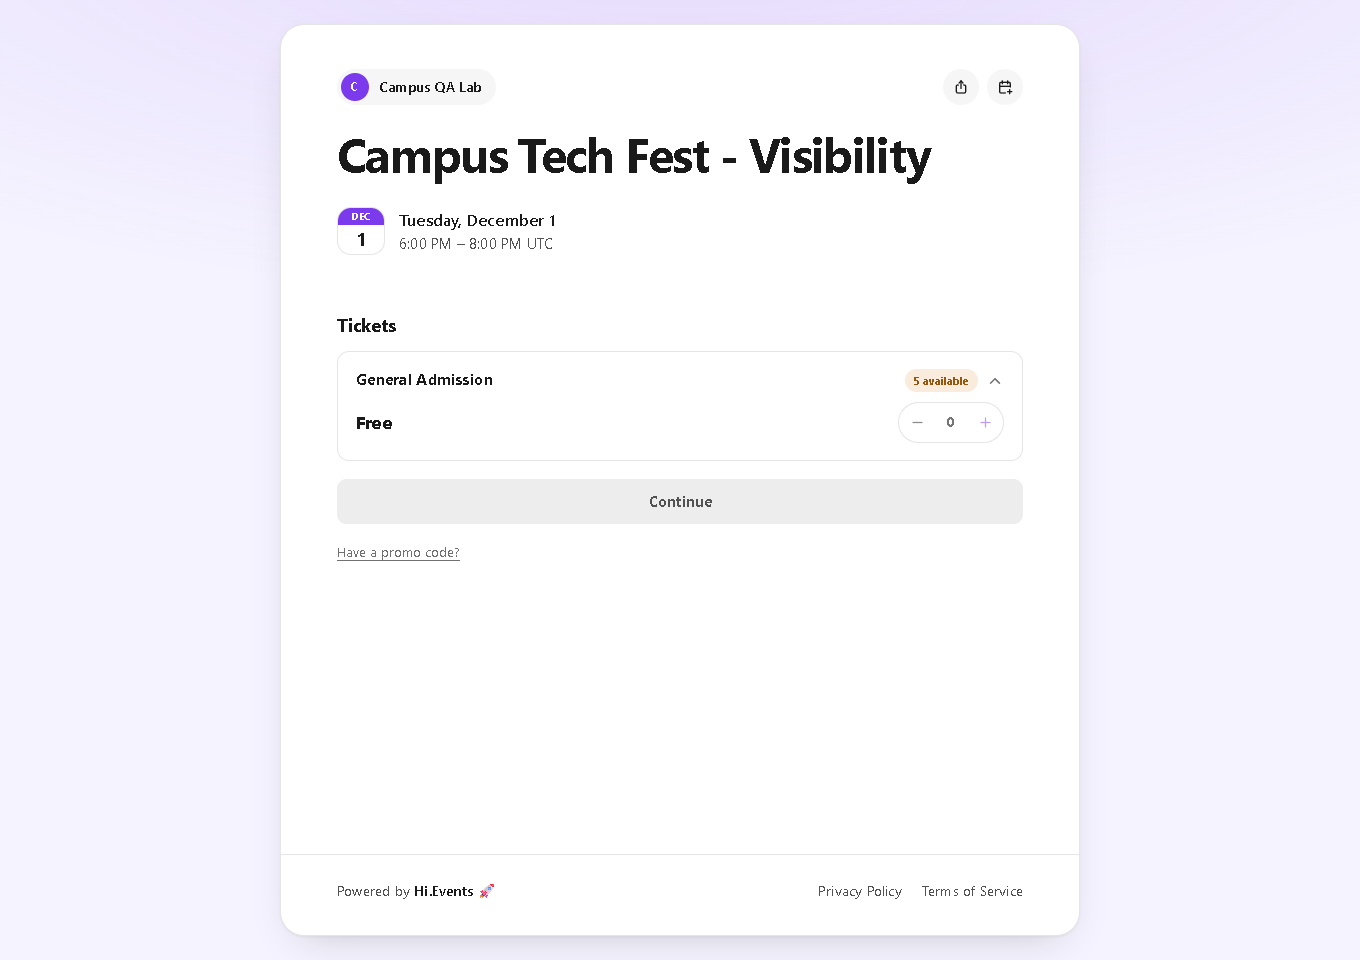 C Campus QA Lab
Campus Tech Fest - Visibility
DEC
1
Tuesday, December 1
6:00 PM – 8:00 PM UTC
Tickets
General Admission
5 available
Free
− 0 +
Continue
Have a promo code?
Powered by Hi.Events 🚀
Privacy Policy Terms of Service